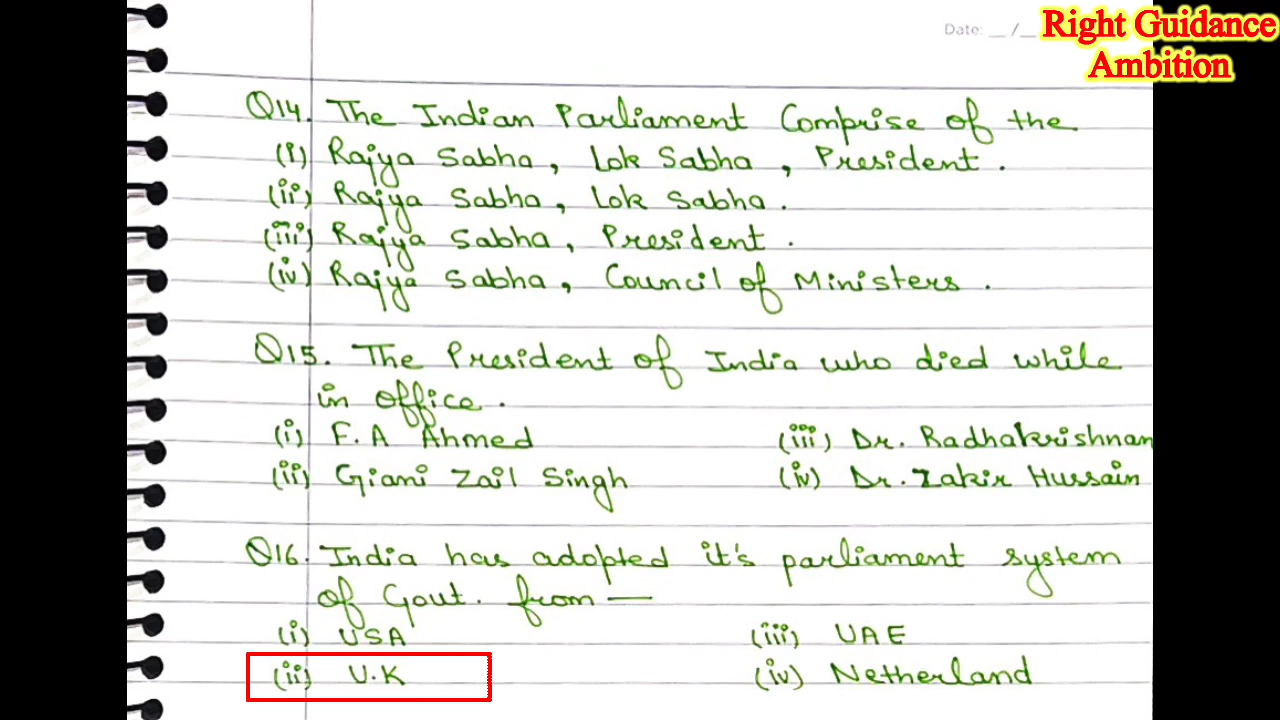 Date: __/__
Right Guidance
Ambition
Q14. The Indian Parliament Comprise of the
(i) Rajya Sabha, Lok Sabha, President.
(ii) Rajya Sabha, Lok Sabha.
(iii) Rajya Sabha, President.
(iv) Rajya Sabha, Council of Ministers.
Q15. The President of India who died while
in office.
(i) F.A Ahmed (iii) Dr. Radhakrishnan
(ii) Giani Zail Singh (iv) Dr. Zakir Hussain
Q16. India has adopted it's parliament system
of Govt. from —
(i) USA (iii) UAE
(ii) U.K (iv) Netherland